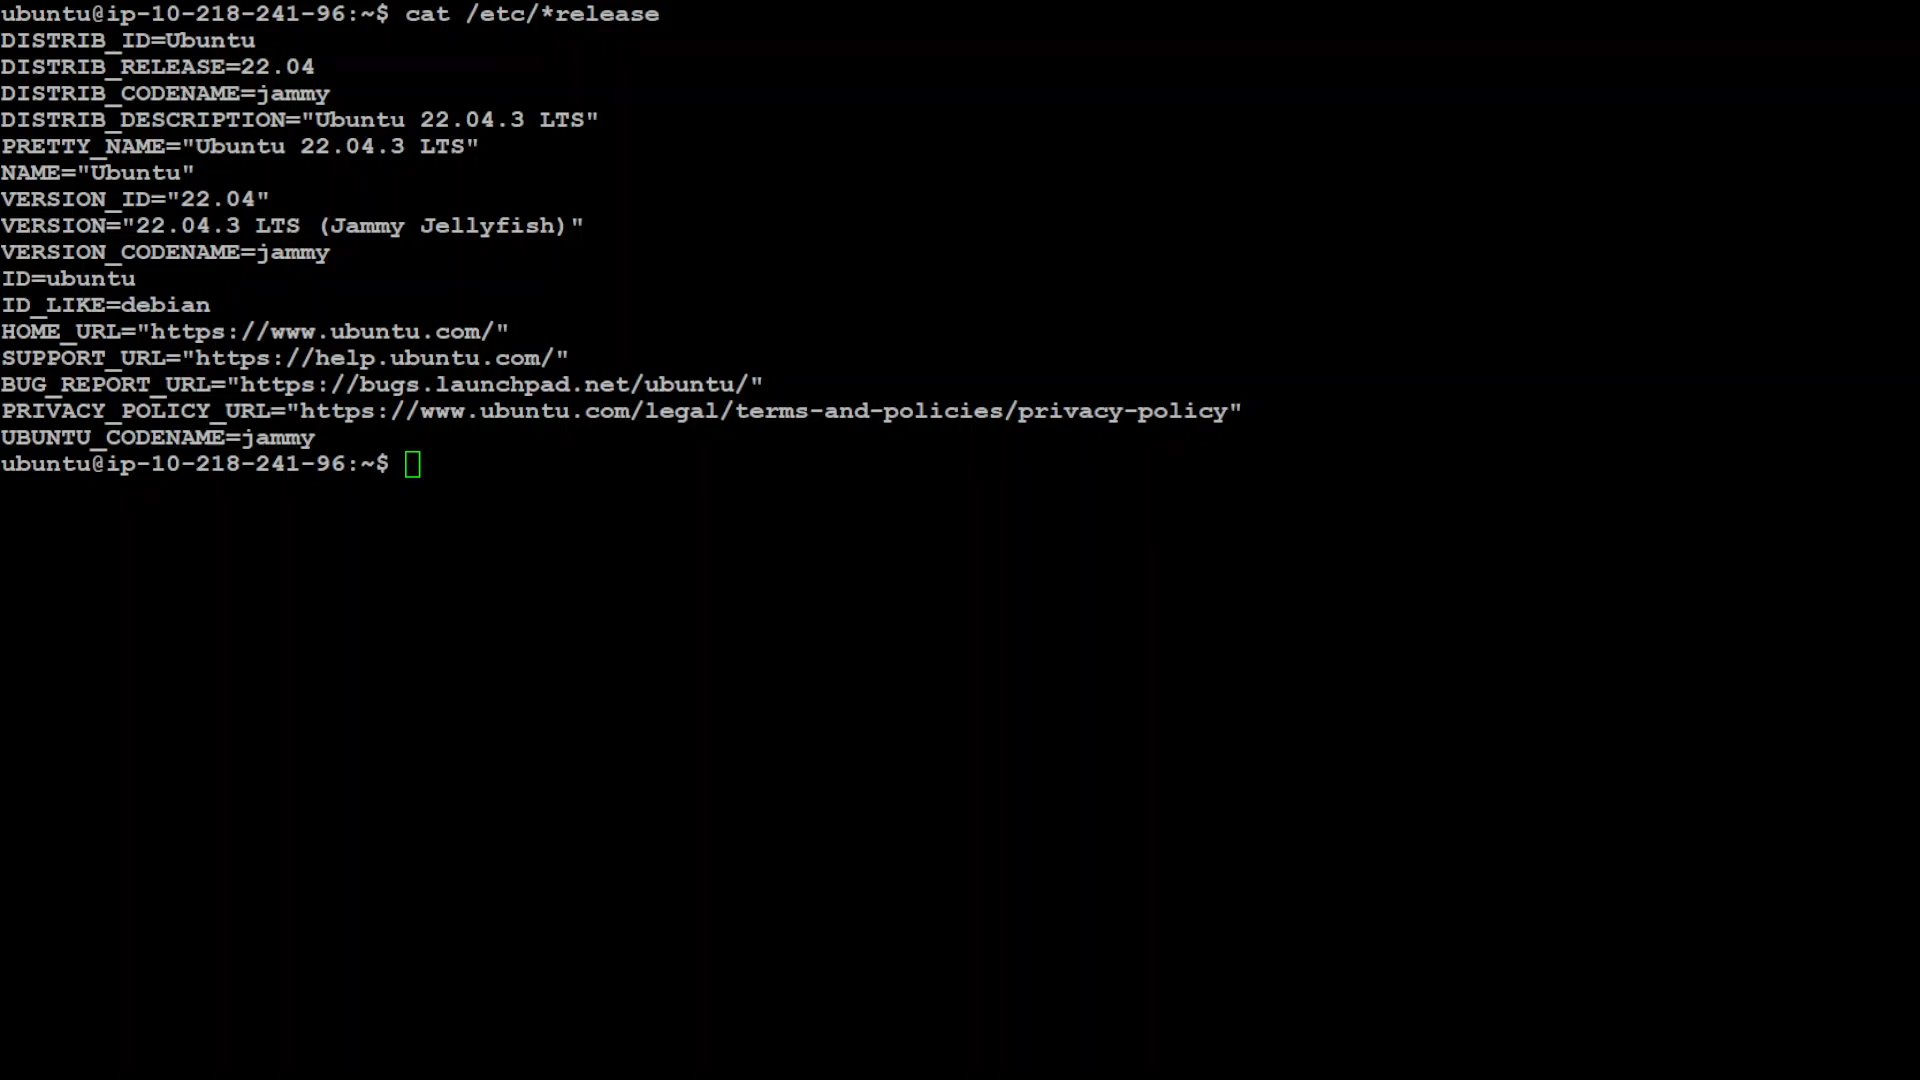 ubuntu@ip-10-218-241-96:~$ cat /etc/*release
DISTRIB_ID=Ubuntu
DISTRIB_RELEASE=22.04
DISTRIB_CODENAME=jammy
DISTRIB_DESCRIPTION="Ubuntu 22.04.3 LTS"
PRETTY_NAME="Ubuntu 22.04.3 LTS"
NAME="Ubuntu"
VERSION_ID="22.04"
VERSION="22.04.3 LTS (Jammy Jellyfish)"
VERSION_CODENAME=jammy
ID=ubuntu
ID_LIKE=debian
HOME_URL="https://www.ubuntu.com/"
SUPPORT_URL="https://help.ubuntu.com/"
BUG_REPORT_URL="https://bugs.launchpad.net/ubuntu/"
PRIVACY_POLICY_URL="https://www.ubuntu.com/legal/terms-and-policies/privacy-policy"
UBUNTU_CODENAME=jammy
ubuntu@ip-10-218-241-96:~$